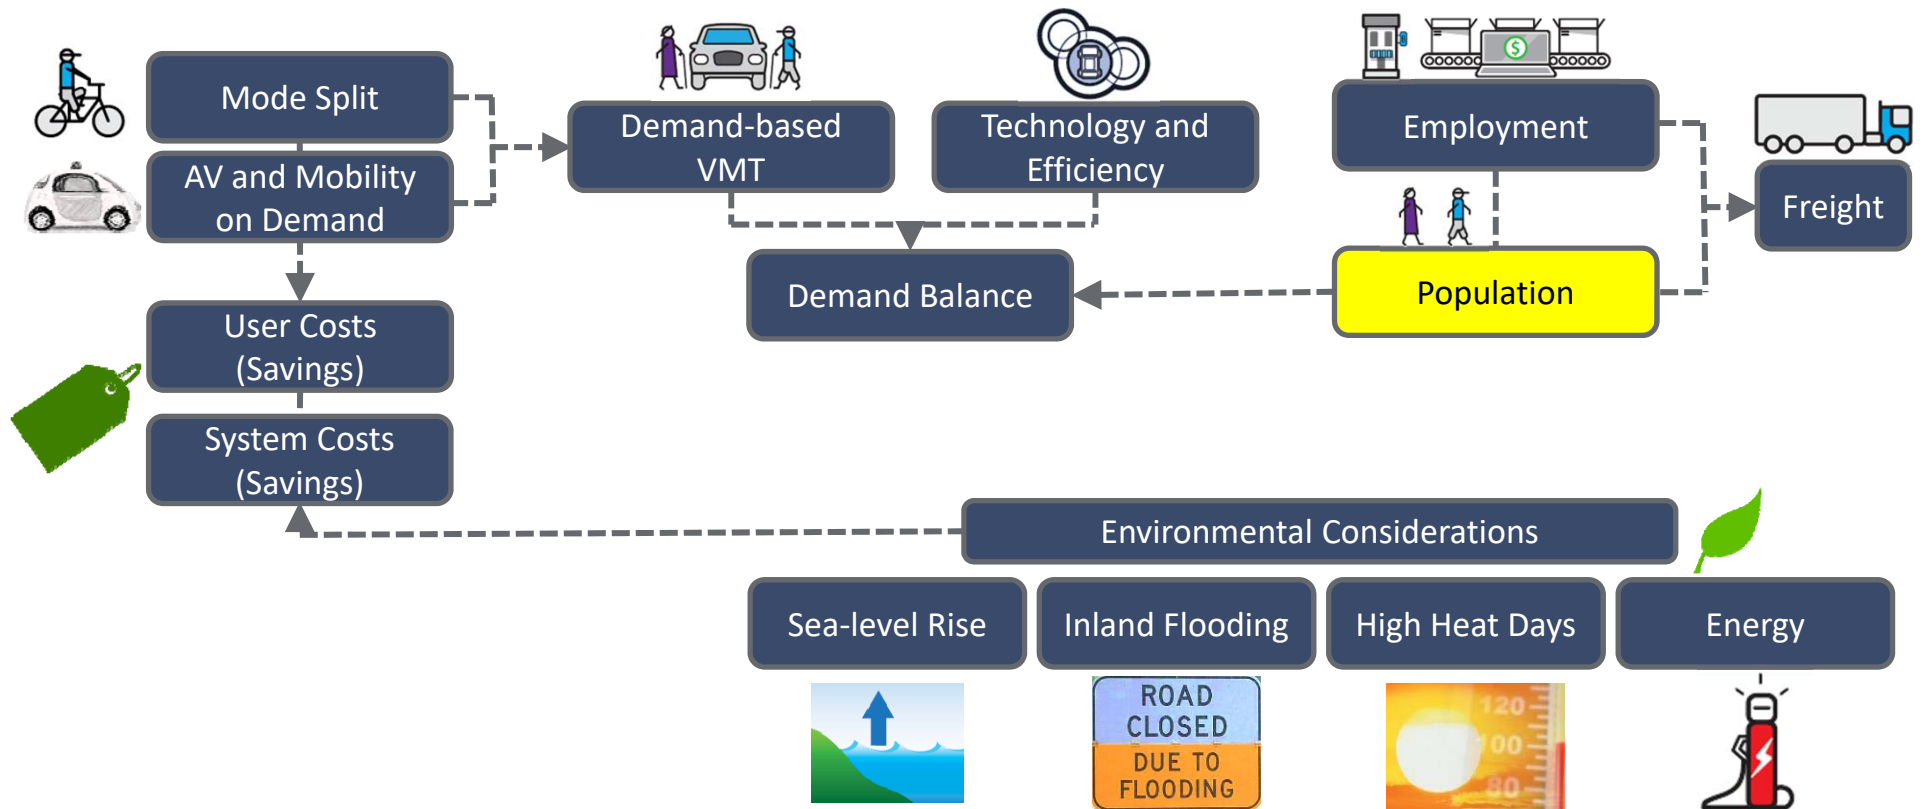 Mode Split
AV and Mobility
on Demand
User Costs
(Savings)
System Costs
(Savings)
Demand-based
VMT
Technology and
Efficiency
Demand Balance
$
Employment
Population
Freight
Environmental Considerations
Sea-level Rise
Inland Flooding
High Heat Days
Energy
ROAD
CLOSED
DUE TO
FLOODING
120
100
80